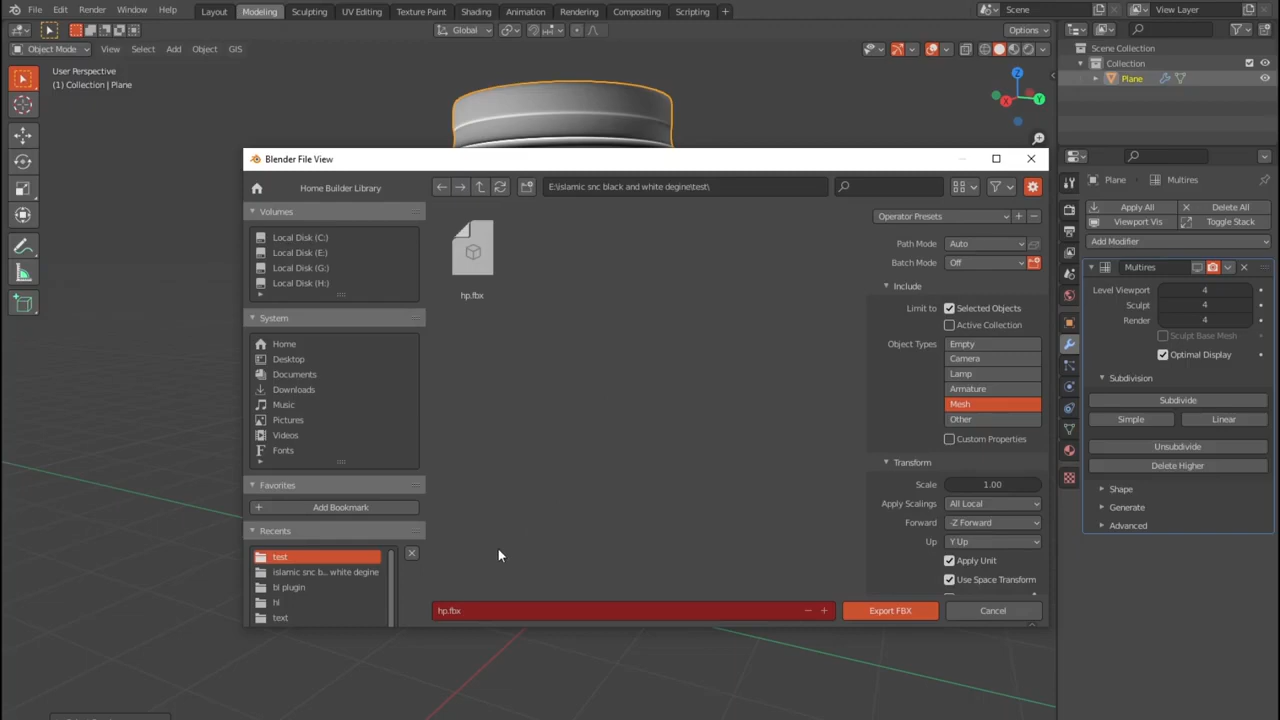 File Edit Render Window Help Layout Modeling Sculpting UV Editing Texture Paint Shading Animation Rendering Compositing Scripting + Scene View Layer
Global Options
Object Mode View Select Add Object GIS
Scene Collection
Collection
Plane
User Perspective
(1) Collection | Plane
Z
X
Y
Blender File View
Home Builder Library
E:\islamic snc black and white degine\test\
Volumes
Local Disk (C:)
Local Disk (E:)
Local Disk (G:)
Local Disk (H:)
System
Home
Desktop
Documents
Downloads
Music
Pictures
Videos
Fonts
Favorites
Add Bookmark
Recents
test
islamic snc b... white degine
bl plugin
hl
text
hp.fbx
hp.fbx
Export FBX
Cancel
Operator Presets
Path Mode Auto
Batch Mode Off
Include
Limit to Selected Objects
Active Collection
Object Types Empty
Camera
Lamp
Armature
Mesh
Other
Custom Properties
Transform
Scale 1.00
Apply Scalings All Local
Forward -Z Forward
Up Y Up
Apply Unit
Use Space Transform
Plane Multires
Apply All Delete All
Viewport Vis Toggle Stack
Add Modifier
Multires
Level Viewport 4
Sculpt 4
Render 4
Sculpt Base Mesh
Optimal Display
Subdivision
Subdivide
Simple Linear
Unsubdivide
Delete Higher
Shape
Generate
Advanced